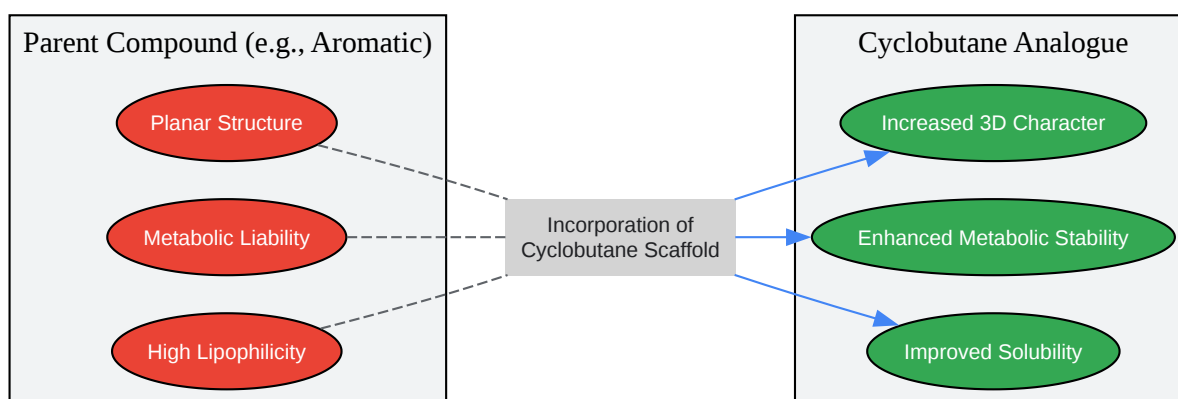 Parent Compound (e.g., Aromatic)
Planar Structure
Metabolic Liability
High Lipophilicity
Incorporation of
Cyclobutane Scaffold
Cyclobutane Analogue
Increased 3D Character
Enhanced Metabolic Stability
Improved Solubility